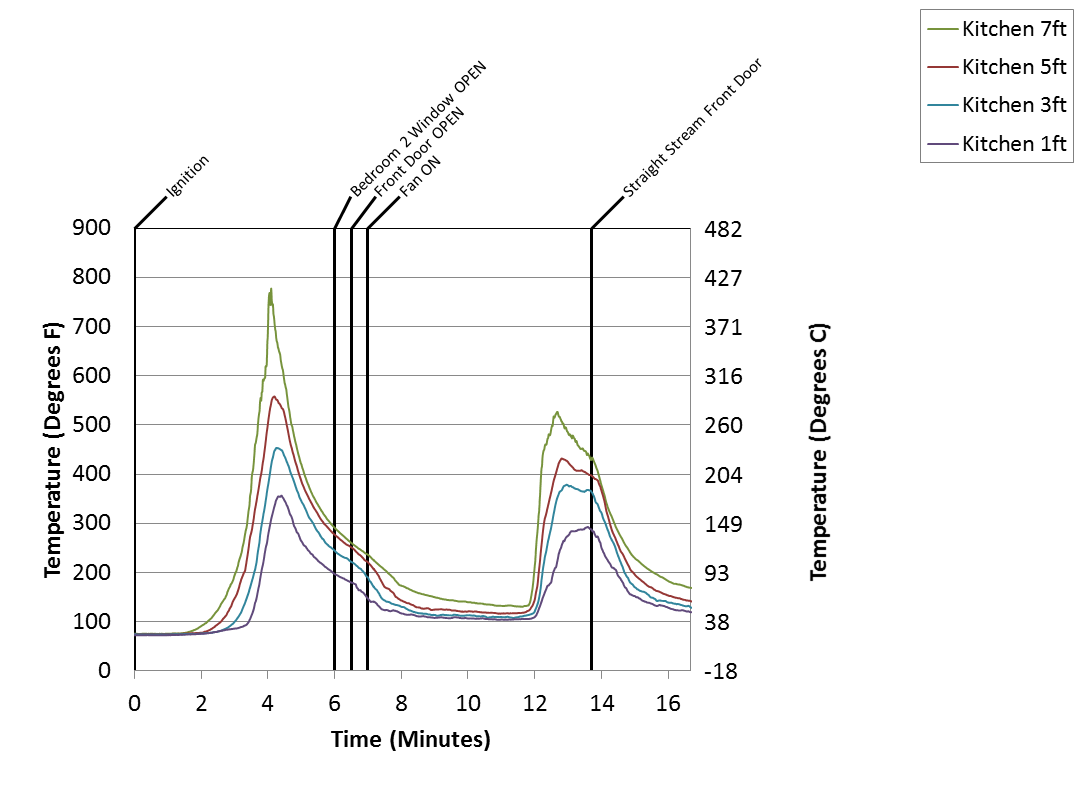 Kitchen 7ft
Kitchen 5ft
Kitchen 3ft
Kitchen 1ft
Ignition
Bedroom 2 Window OPEN
Front Door OPEN
Fan ON
Straight Stream Front Door
Temperature (Degrees F)
900
800
700
600
500
400
300
200
100
0
482
427
371
316
260
204
149
93
38
-18
Temperature (Degrees C)
0 2 4 6 8 10 12 14 16
Time (Minutes)